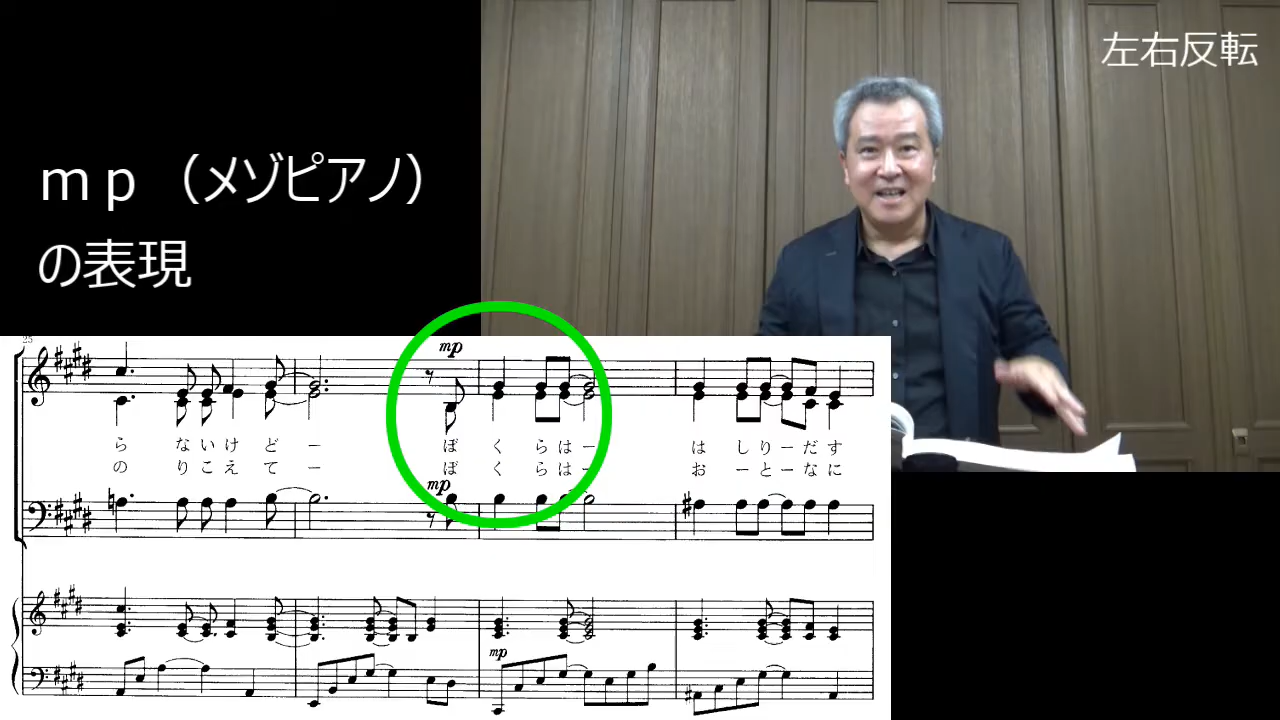 左右反転
ｍｐ（メゾピアノ）
の表現
25
mp
ら ないけ ど ー ぼ く らは ー は しりーだす
の りこえ て ー ぼ く らは ー お ーとーなに
mp
mp